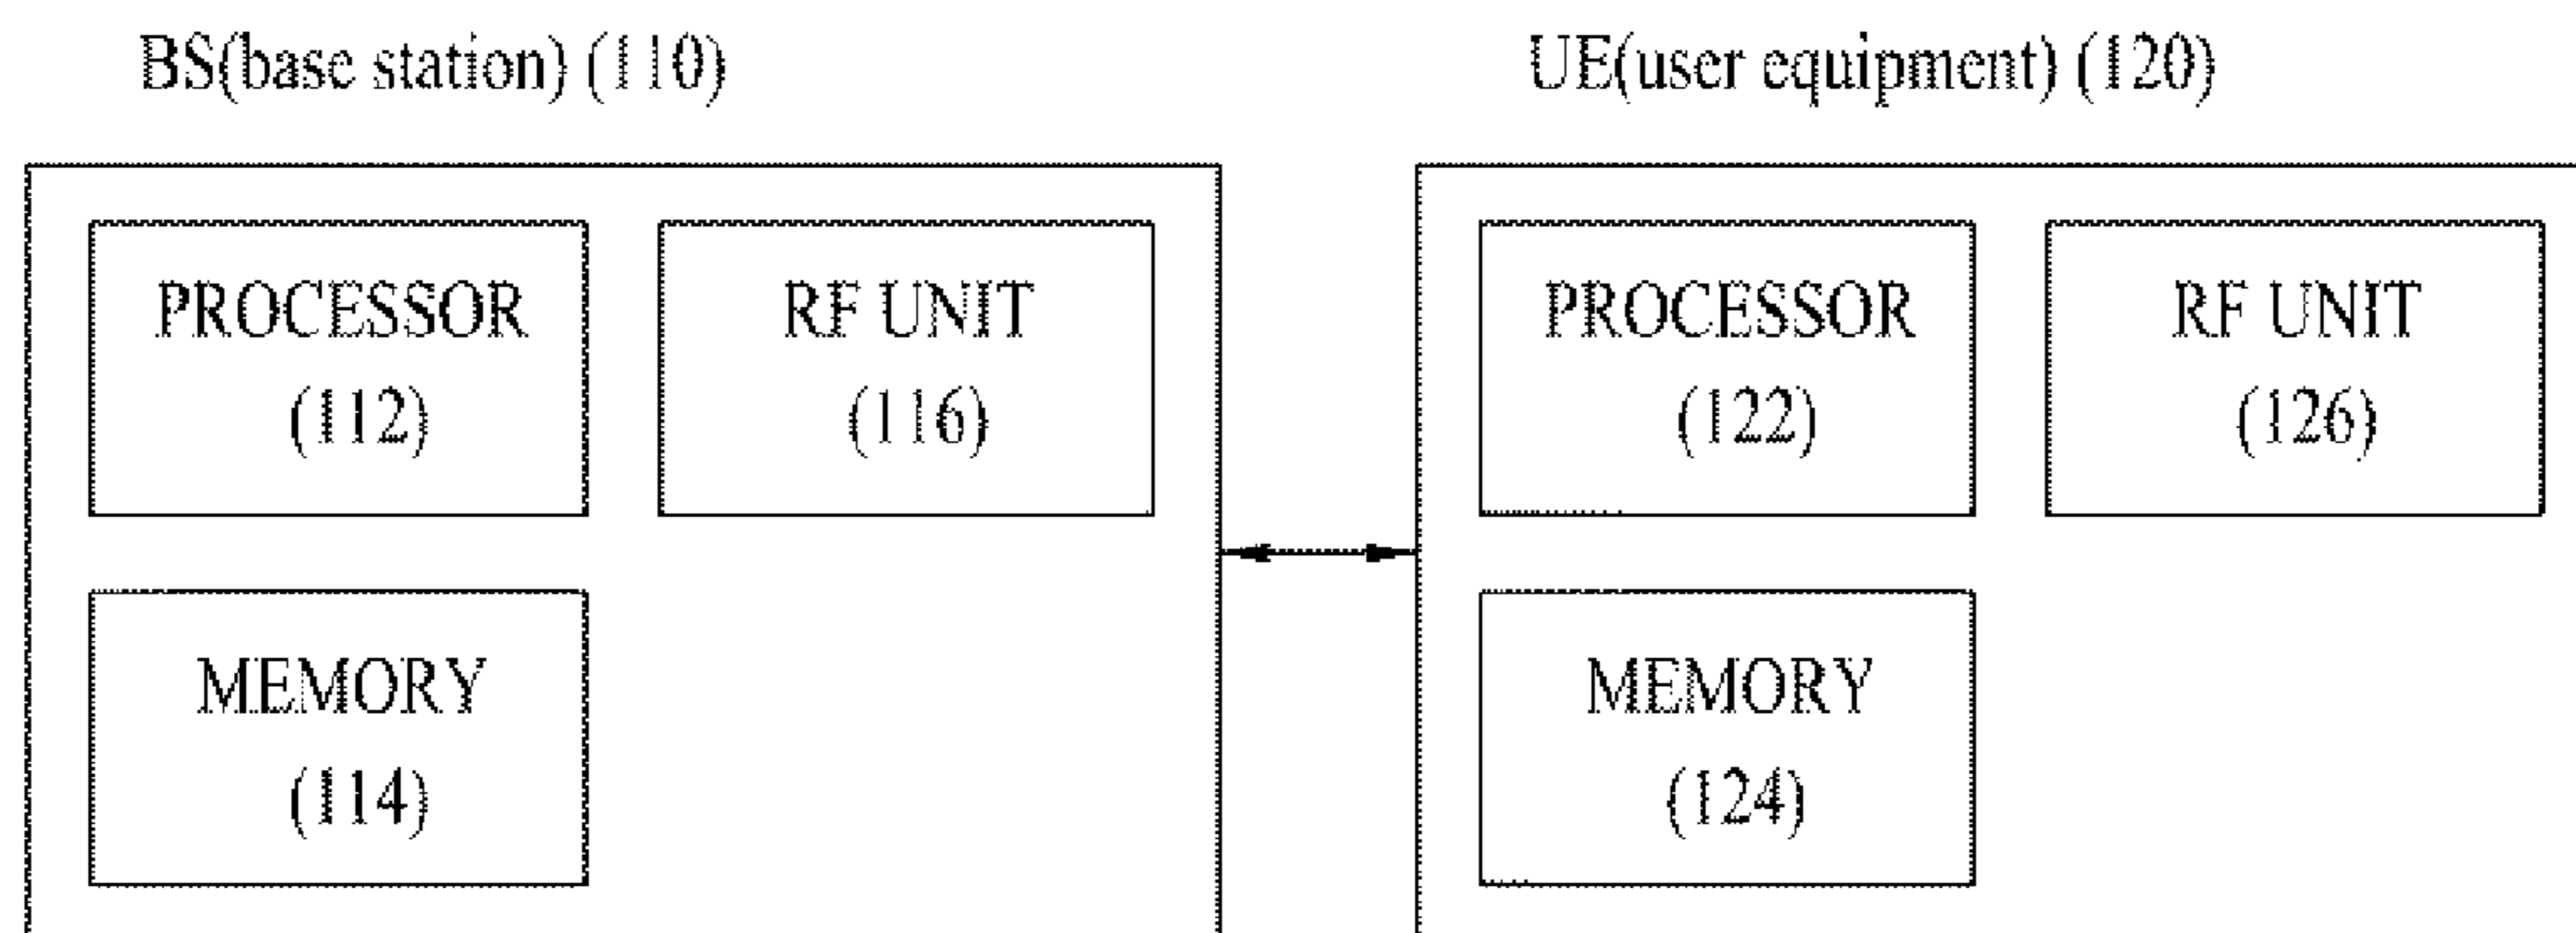 BS(base station) (110)
UE(user equipment) (120)
PROCESSOR
(112)
RF UNIT
(116)
PROCESSOR
(122)
RF UNIT
(126)
MEMORY
(114)
MEMORY
(124)